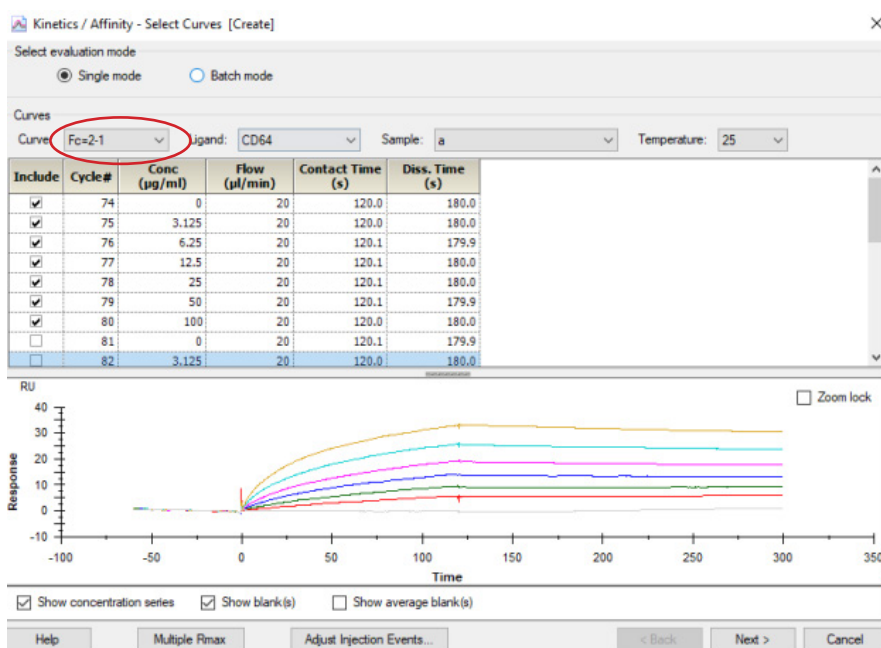 Kinetics / Affinity - Select Curves [Create]
Select evaluation mode
Single mode Batch mode
Curves
Curve Fc=2-1 Ligand: CD64 Sample: a Temperature: 25
Include Cycle# Conc (µg/ml) Flow (µl/min) Contact Time (s) Diss. Time (s)
74 0 20 120.0 180.0
75 3.125 20 120.0 180.0
76 6.25 20 120.1 179.9
77 12.5 20 120.1 180.0
78 25 20 120.1 180.0
79 50 20 120.1 179.9
80 100 20 120.0 180.0
81 0 20 120.1 179.9
82 3.125 20 120.0 180.0
RU
Zoom lock
40
30
20
10
0
-10
Response
-100 -50 0 50 100 150 200 250 300 350
Time
Show concentration series Show blank(s) Show average blank(s)
Help Multiple Rmax Adjust Injection Events... < Back Next > Cancel